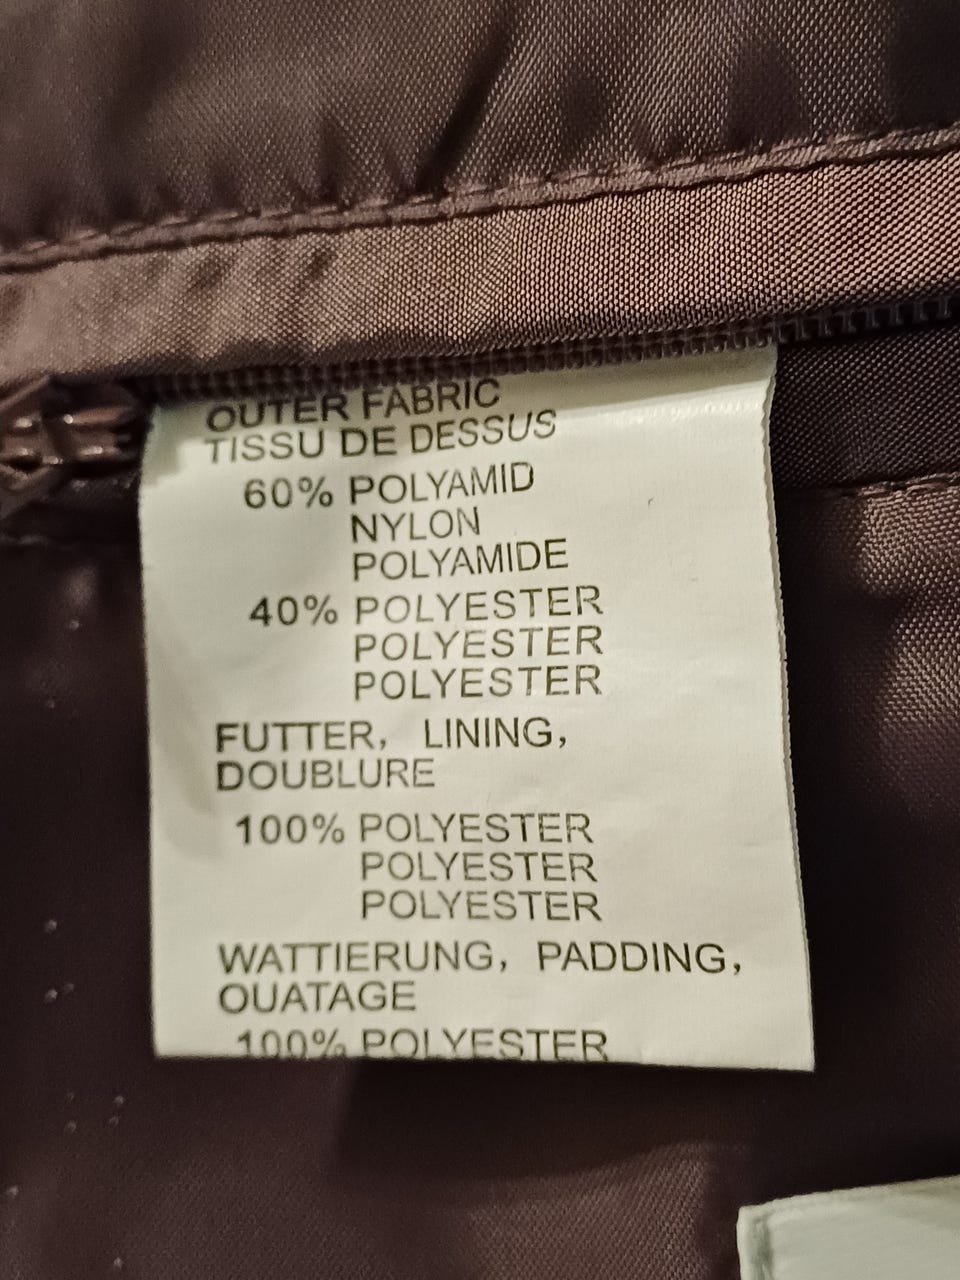 OUTER FABRIC
TISSU DE DESSUS
60% POLYAMID
NYLON
POLYAMIDE
40% POLYESTER
POLYESTER
POLYESTER
FUTTER, LINING,
DOUBLURE
100% POLYESTER
POLYESTER
POLYESTER
WATTIERUNG, PADDING,
OUATAGE
100% POLYESTER